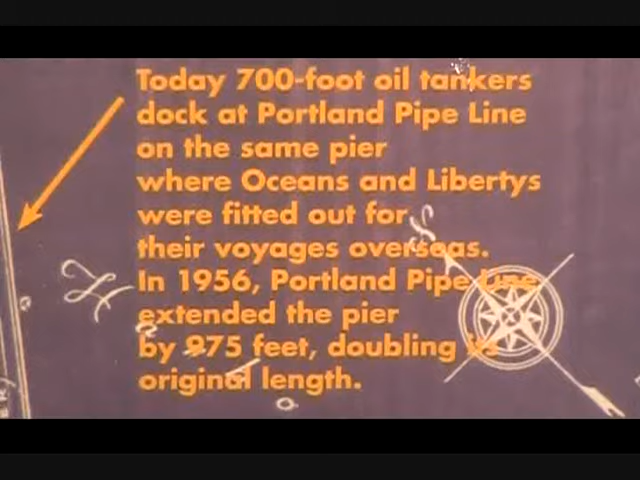 Today 700-foot oil tankers
dock at Portland Pipe Line
on the same pier
where Oceans and Libertys
were fitted out for
their voyages overseas.
In 1956, Portland Pipe Line
extended the pier
by 975 feet, doubling its
original length.